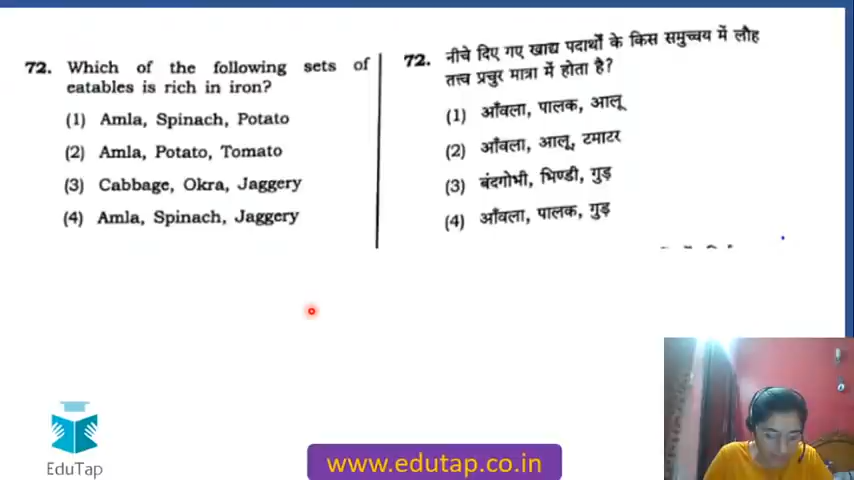 72. Which of the following sets of
eatables is rich in iron?
(1) Amla, Spinach, Potato
(2) Amla, Potato, Tomato
(3) Cabbage, Okra, Jaggery
(4) Amla, Spinach, Jaggery
72. नीचे दिए गए खाद्य पदार्थों के किस समुच्चय में लौह
तत्त्व प्रचुर मात्रा में होता है?
(1) आँवला, पालक, आलू
(2) आँवला, आलू, टमाटर
(3) बंदगोभी, भिण्डी, गुड़
(4) आँवला, पालक, गुड़
EduTap
www.edutap.co.in